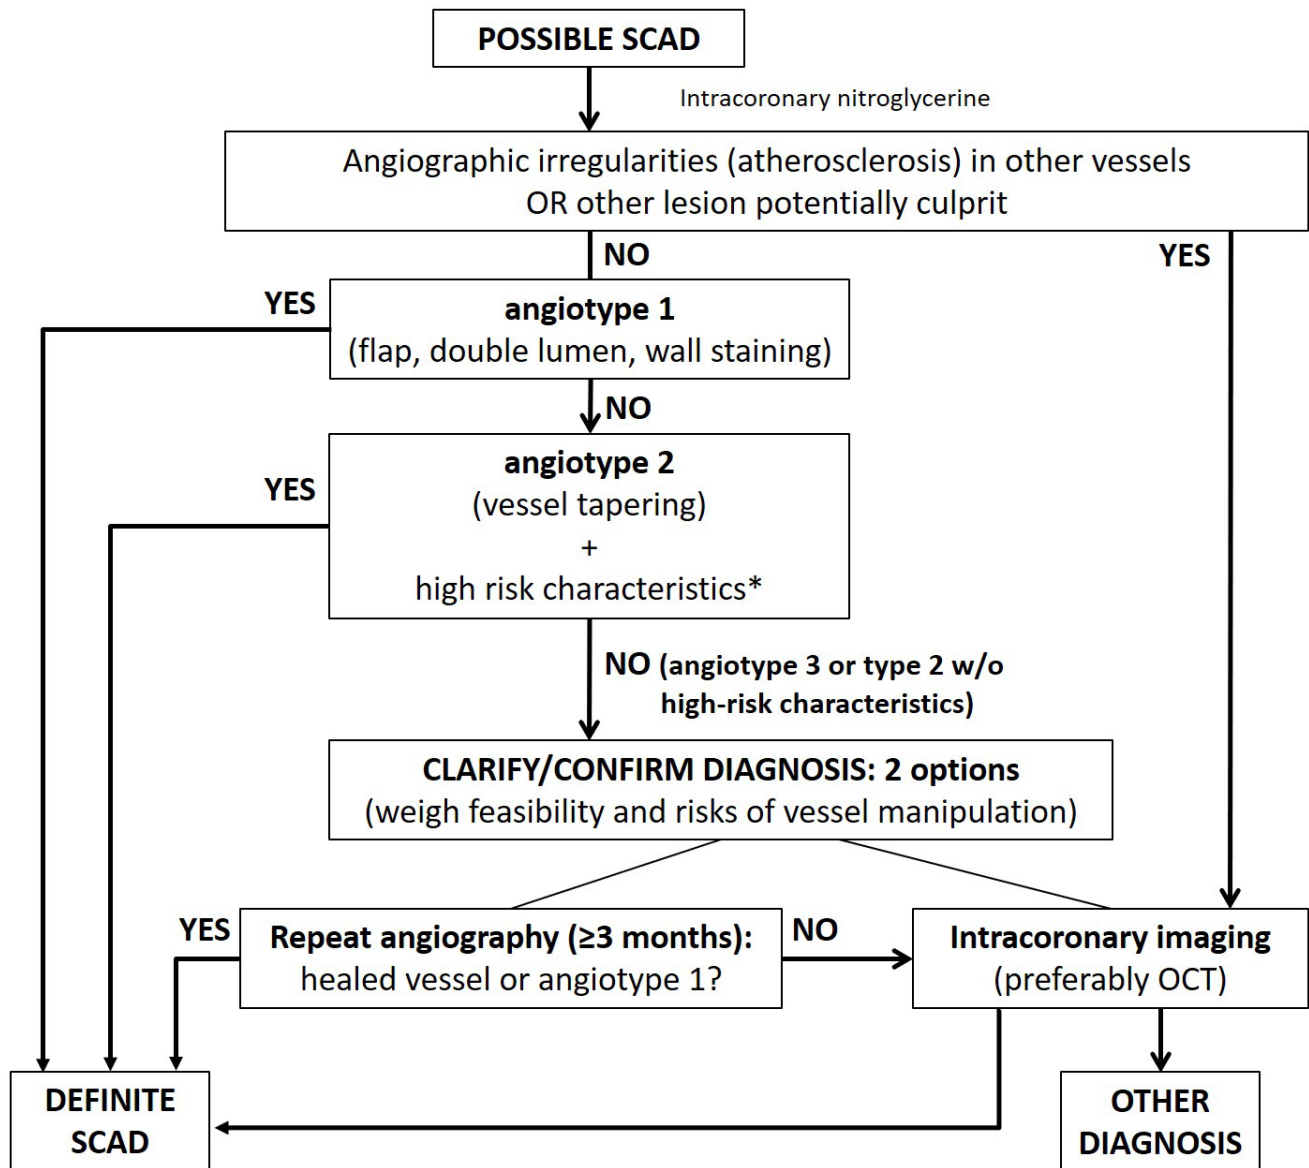 POSSIBLE SCAD
Intracoronary nitroglycerine
Angiographic irregularities (atherosclerosis) in other vessels
OR other lesion potentially culprit
NO
YES
YES
angiotype 1
(flap, double lumen, wall staining)
NO
YES
angiotype 2
(vessel tapering)
+
high risk characteristics*
NO (angiotype 3 or type 2 w/o
high-risk characteristics)
CLARIFY/CONFIRM DIAGNOSIS: 2 options
(weigh feasibility and risks of vessel manipulation)
YES
Repeat angiography (≥3 months):
healed vessel or angiotype 1?
NO
Intracoronary imaging
(preferably OCT)
DEFINITE
SCAD
OTHER
DIAGNOSIS